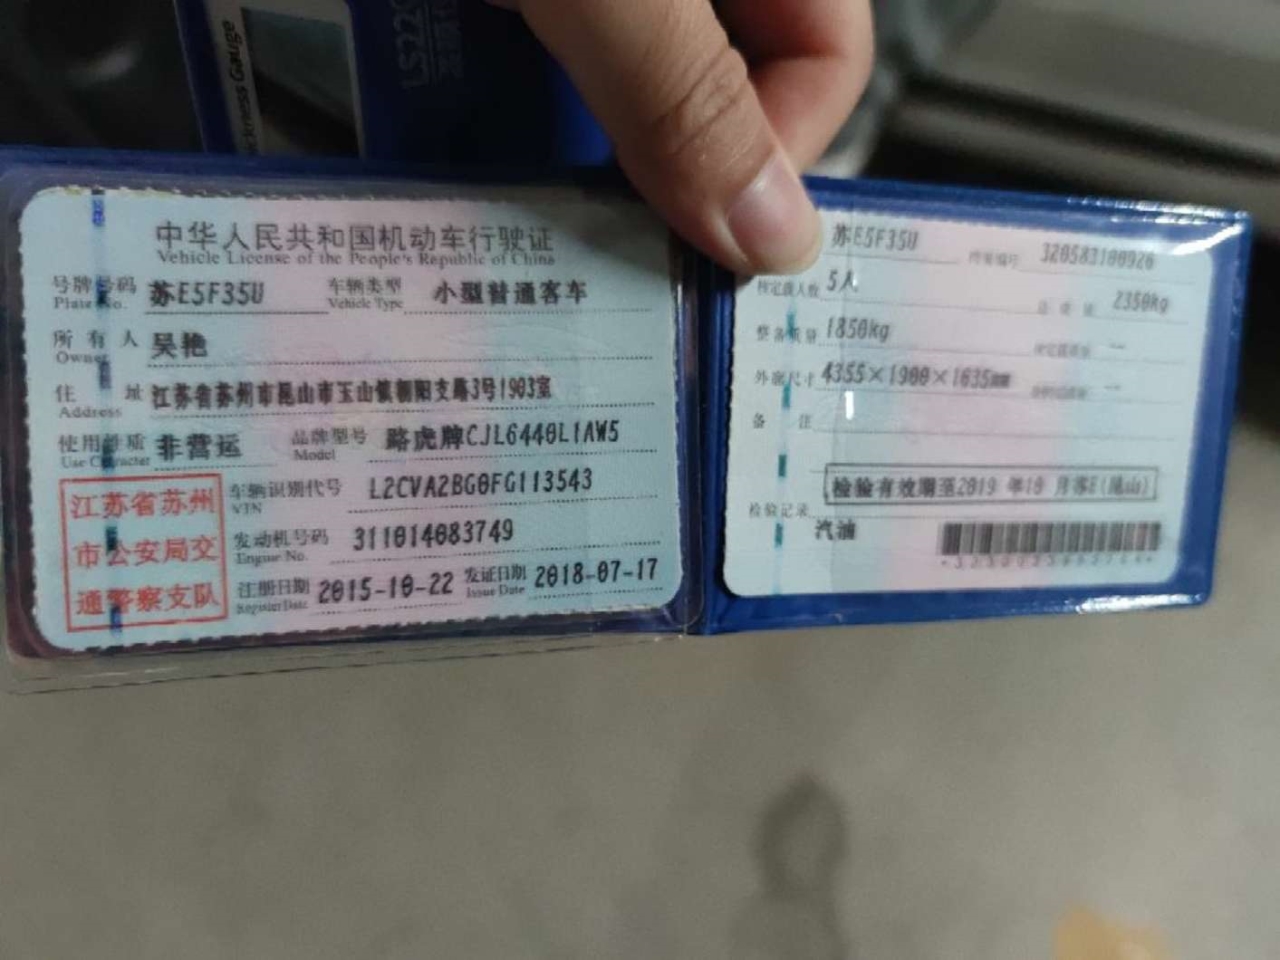 ckness Gauge
LS220
中华人民共和国机动车行驶证
Vehicle License of the People's Republic of China
号牌号码 苏E5F35U 车辆类型 小型普通客车
Plate No. Vehicle Type
所有人 吴艳
Owner
住址 江苏省苏州市昆山市玉山镇朝阳支路3号1903室
Address
使用性质 非营运 品牌型号 路虎牌CJL6440L1AW5
Use Character Model
江苏省苏州
市公安局交
通警察支队
车辆识别代号 L2CVA2BG0FG113543
VIN
发动机号码 311014083749
Engine No.
注册日期 2015-10-22 发证日期 2018-07-17
Register Date Issue Date
苏E5F35U 档案编号 320583100920
核定载人数 5人 总质量 2350kg
整备质量 1850kg 核定载质量 --
外廓尺寸 4355×1900×1635mm --
备注
检验有效期至2019年10月苏E(昆山)
检验记录
汽油